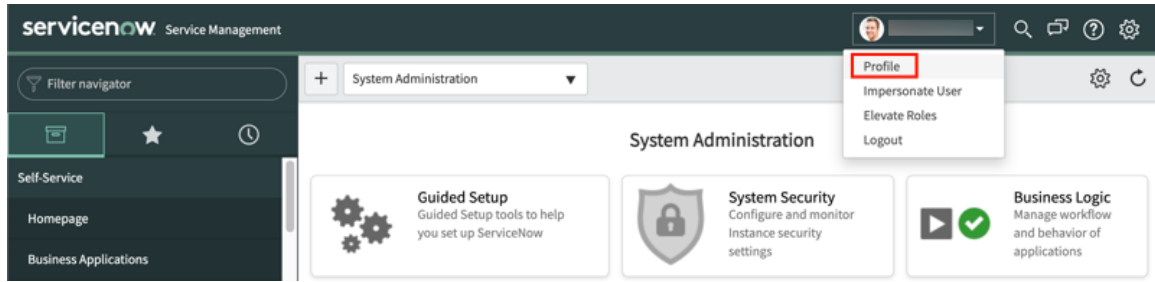 servicenow Service Management
Filter navigator
System Administration
Profile
Impersonate User
Elevate Roles
Logout
System Administration
Self-Service
Homepage
Business Applications
Guided Setup
Guided Setup tools to help
you set up ServiceNow
System Security
Configure and monitor
Instance security
settings
Business Logic
Manage workflow
and behavior of
applications